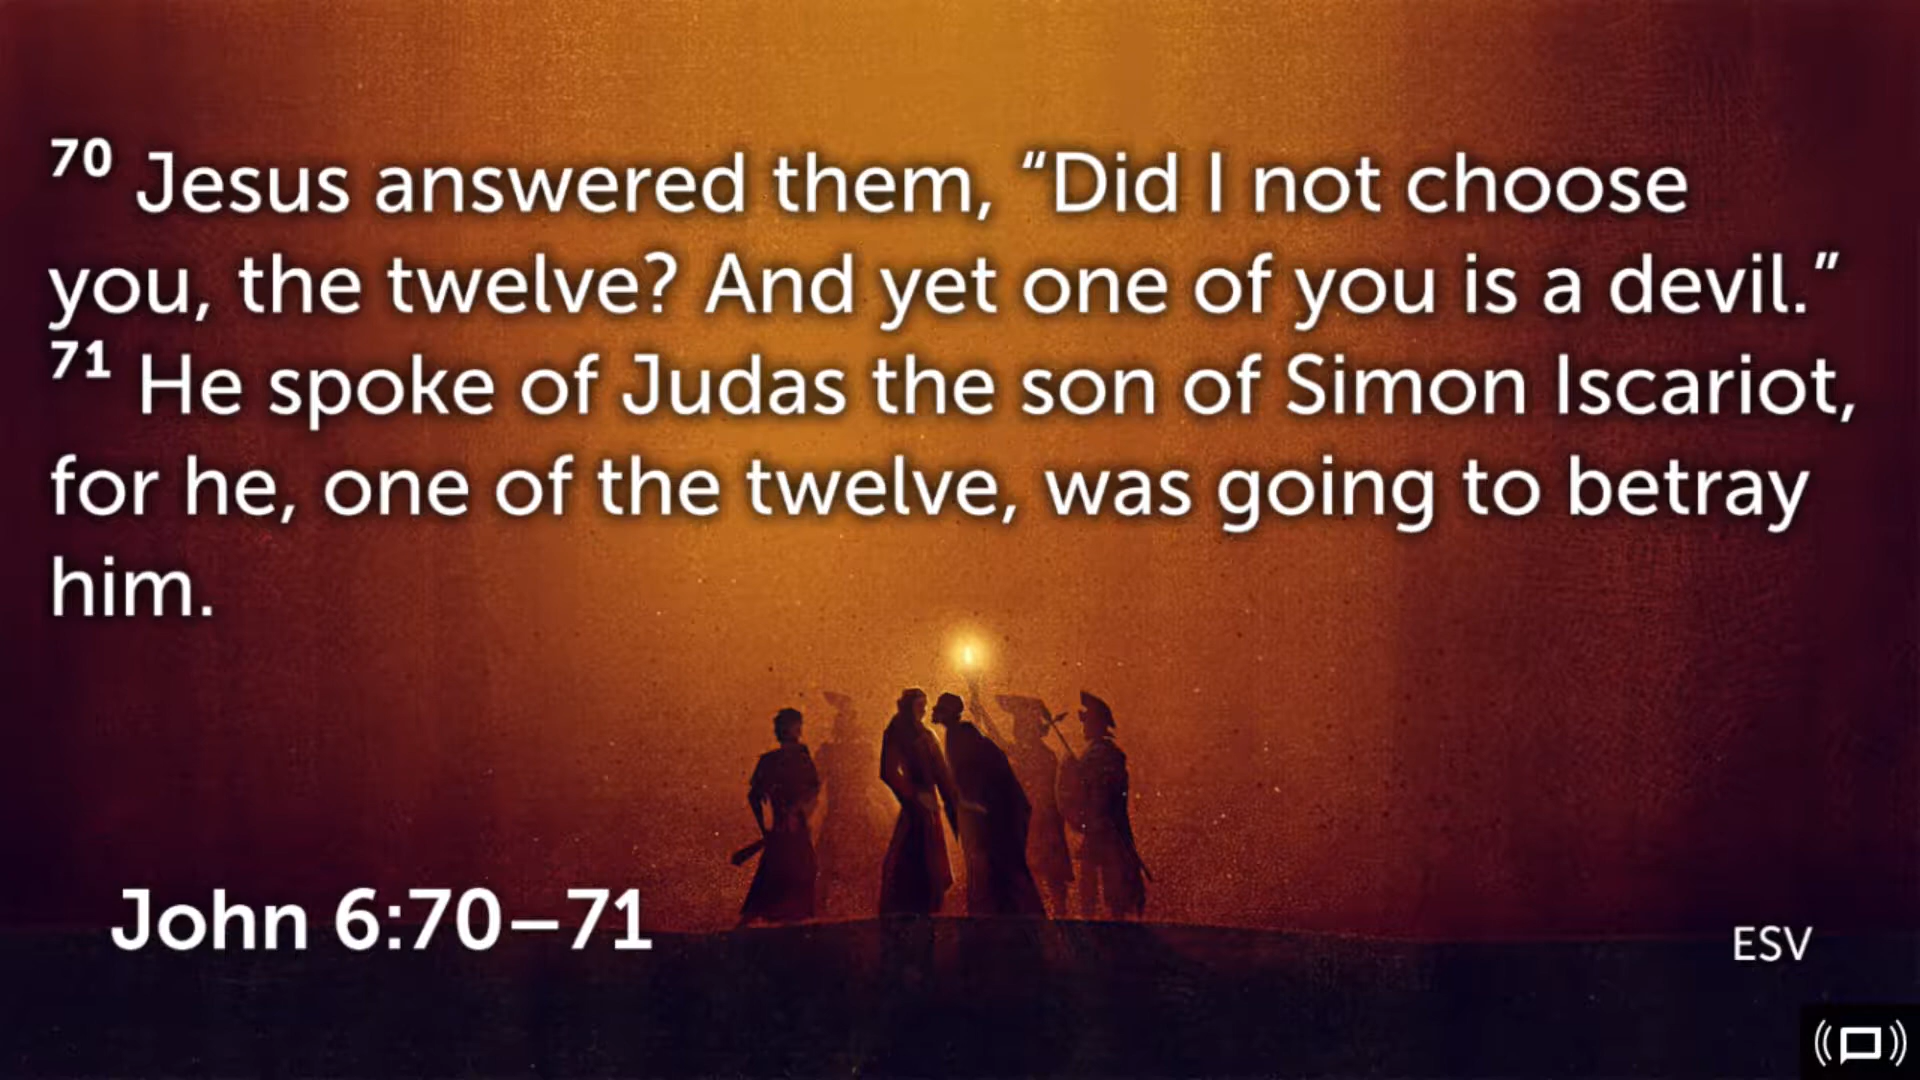 70 Jesus answered them, “Did I not choose
you, the twelve? And yet one of you is a devil.”
71 He spoke of Judas the son of Simon Iscariot,
for he, one of the twelve, was going to betray
him.
John 6:70–71
ESV